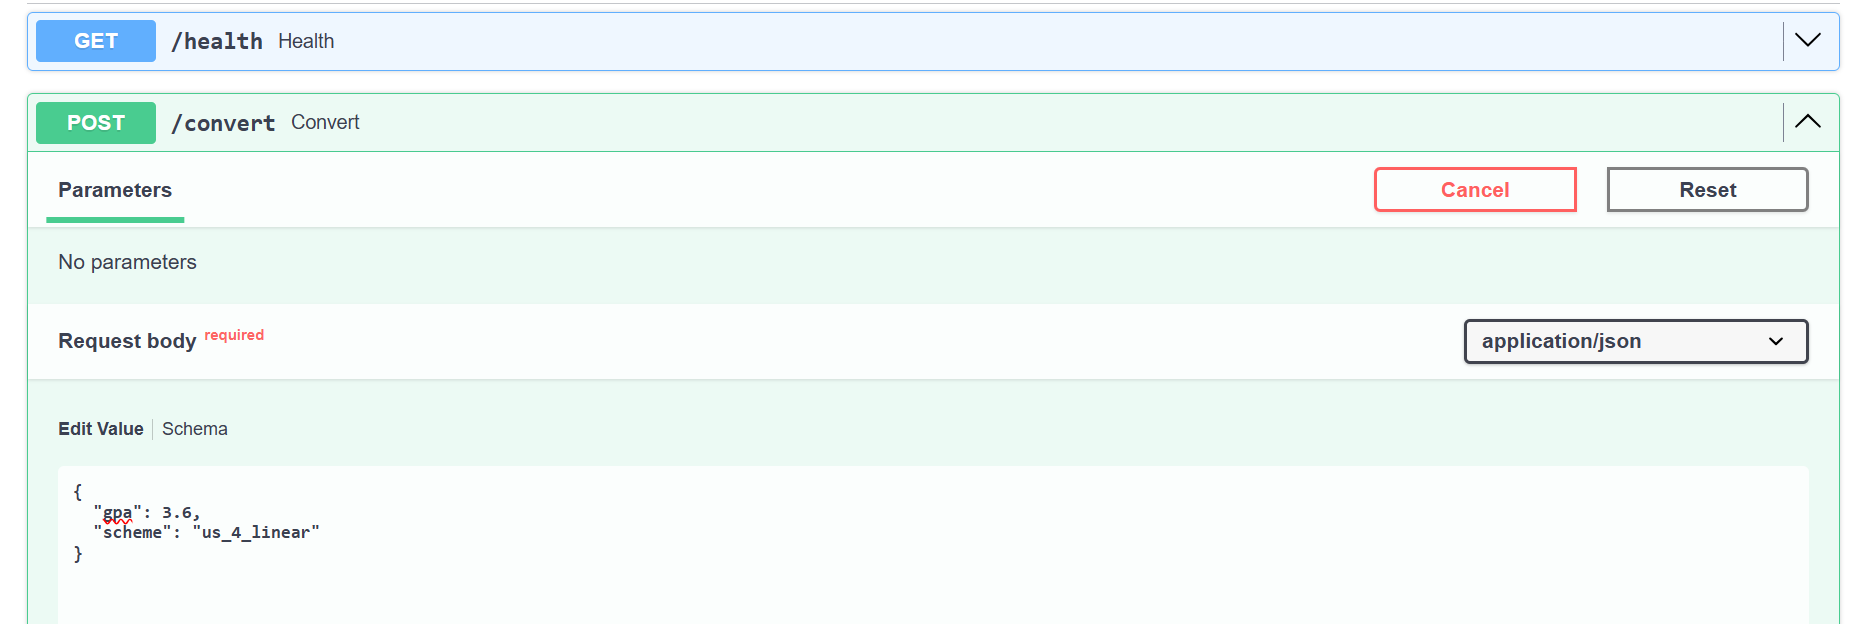 GET /health Health
POST /convert Convert
Parameters Cancel Reset
No parameters
Request body required application/json
Edit Value Schema
{
"gpa": 3.6,
"scheme": "us_4_linear"
}